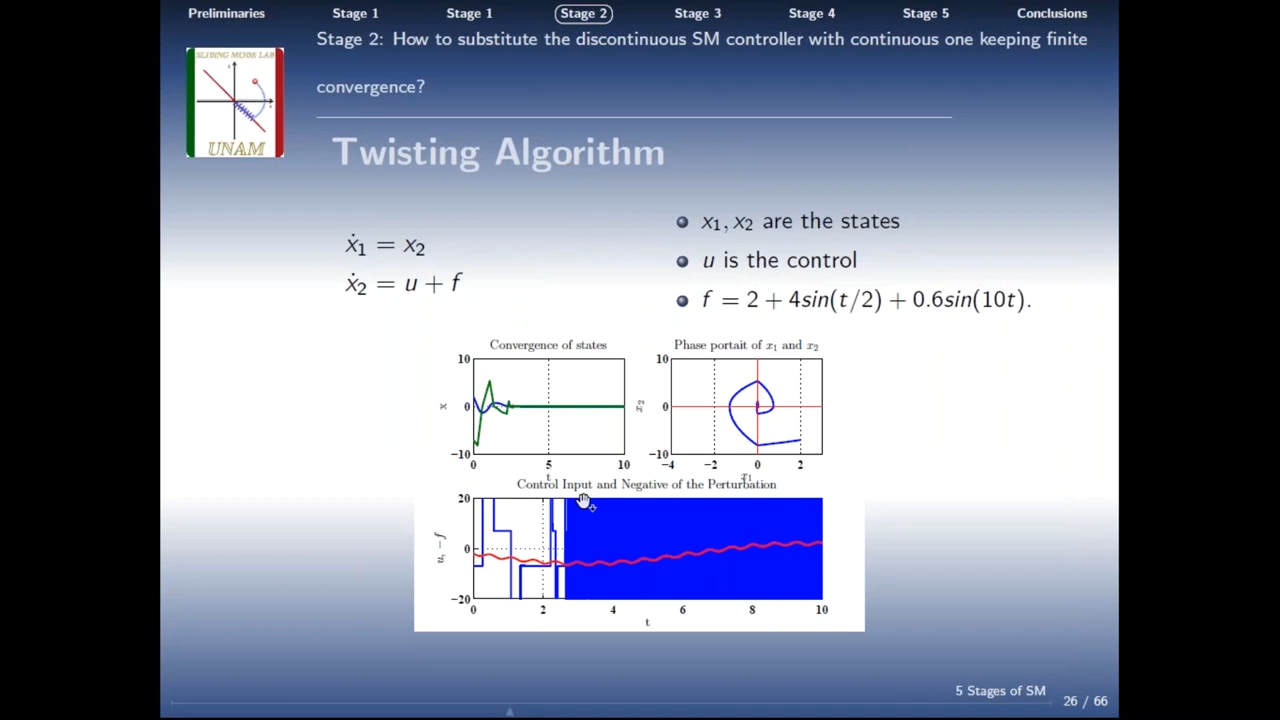 Preliminaries Stage 1 Stage 1 Stage 2 Stage 3 Stage 4 Stage 5 Conclusions
Stage 2: How to substitute the discontinuous SM controller with continuous one keeping finite
convergence?
SLIDING MODS LAB
UNAM
Twisting Algorithm
ẋ₁ = x₂
ẋ₂ = u + f
x₁, x₂ are the states
u is the control
f = 2 + 4sin(t/2) + 0.6sin(10t).
Convergence of states
10
0
−10
x
0 5 10
t
Phase portait of x₁ and x₂
10
0
−10
x₂
−4 −2 0 2
x₁
Control Input and Negative of the Perturbation
20
0
−20
u, −f
0 2 4 6 8 10
t
5 Stages of SM
26 / 66